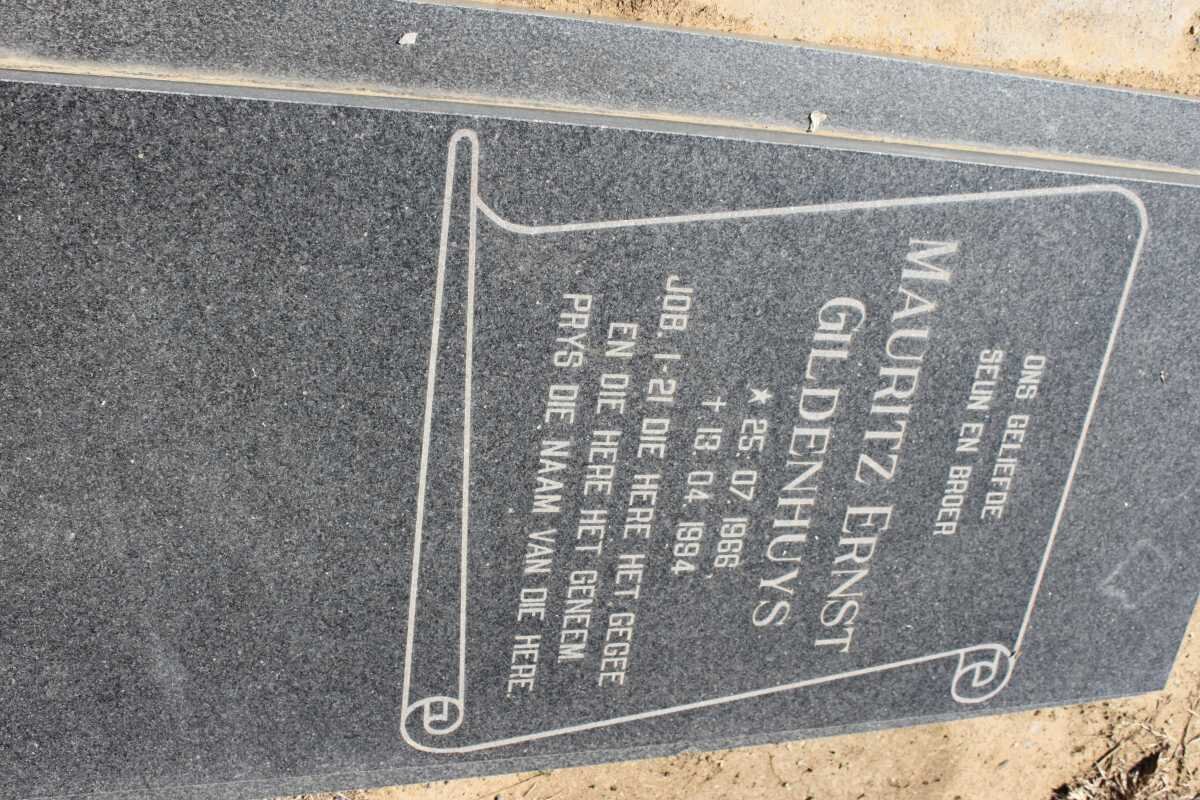 ONS GELIEFDE
SEUN EN BROER
MAURITZ ERNST
GILDENHUYS
★ 25. 07. 1966
✝ 13. 04. 1994
JOB. 1-21 DIE HERE HET GEGEE
EN DIE HERE HET GENEEM
PRYS DIE NAAM VAN DIE HERE